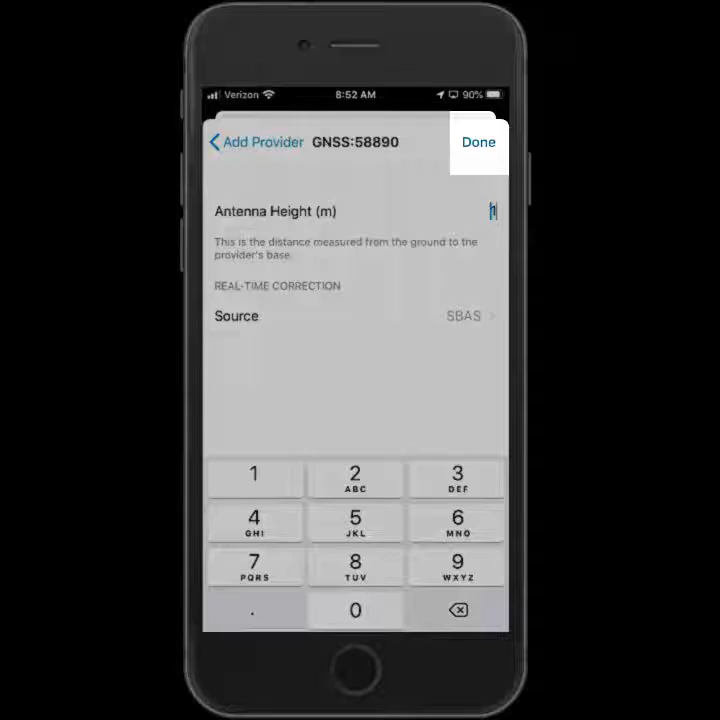 Verizon 8:52 AM 90%
Add Provider GNSS:58890 Done
Antenna Height (m)
This is the distance measured from the ground to the
provider's base.
REAL-TIME CORRECTION
Source SBAS
1 2 3
ABC DEF
4 5 6
GHI JKL MNO
7 8 9
PQRS TUV WXYZ
. 0